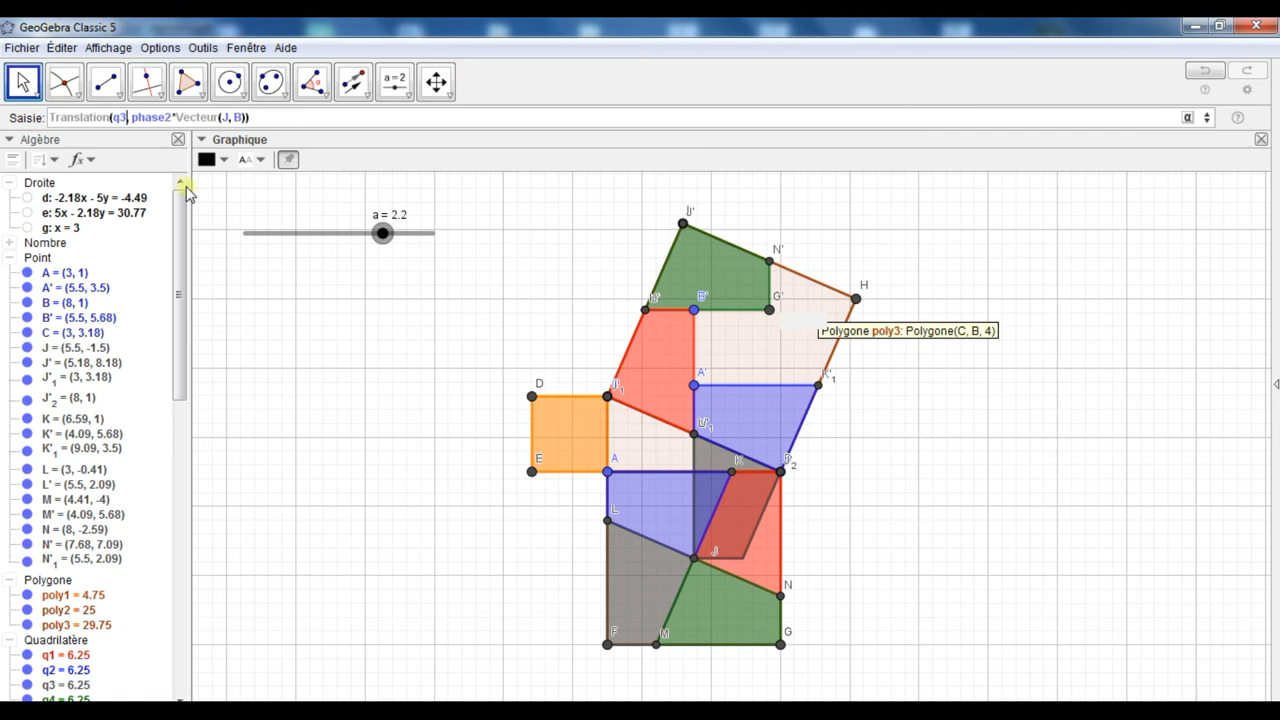 GeoGebra Classic 5
Fichier Éditer Affichage Options Outils Fenêtre Aide
a = 2
Saisie: Translation(q3, phase2*Vecteur(J, B))
α
Algèbre
Graphique
fx
AA
Droite
d: -2.18x - 5y = -4.49
e: 5x - 2.18y = 30.77
g: x = 3
Nombre
Point
A = (3, 1)
A' = (5.5, 3.5)
B = (8, 1)
B' = (5.5, 5.68)
C = (3, 3.18)
J = (5.5, -1.5)
J' = (5.18, 8.18)
J'1 = (3, 3.18)
J'2 = (8, 1)
K = (6.59, 1)
K' = (4.09, 5.68)
K'1 = (9.09, 3.5)
L = (3, -0.41)
L' = (5.5, 2.09)
M = (4.41, -4)
M' = (4.09, 5.68)
N = (8, -2.59)
N' = (7.68, 7.09)
N'1 = (5.5, 2.09)
Polygone
poly1 = 4.75
poly2 = 25
poly3 = 29.75
Quadrilatère
q1 = 6.25
q2 = 6.25
q3 = 6.25
q4 = 6.25
a = 2.2
N'
H
B'
G'
Polygone poly3: Polygone(C, B, 4)
A'
K'1
D
E
A
K
L
J
N
F
M
G